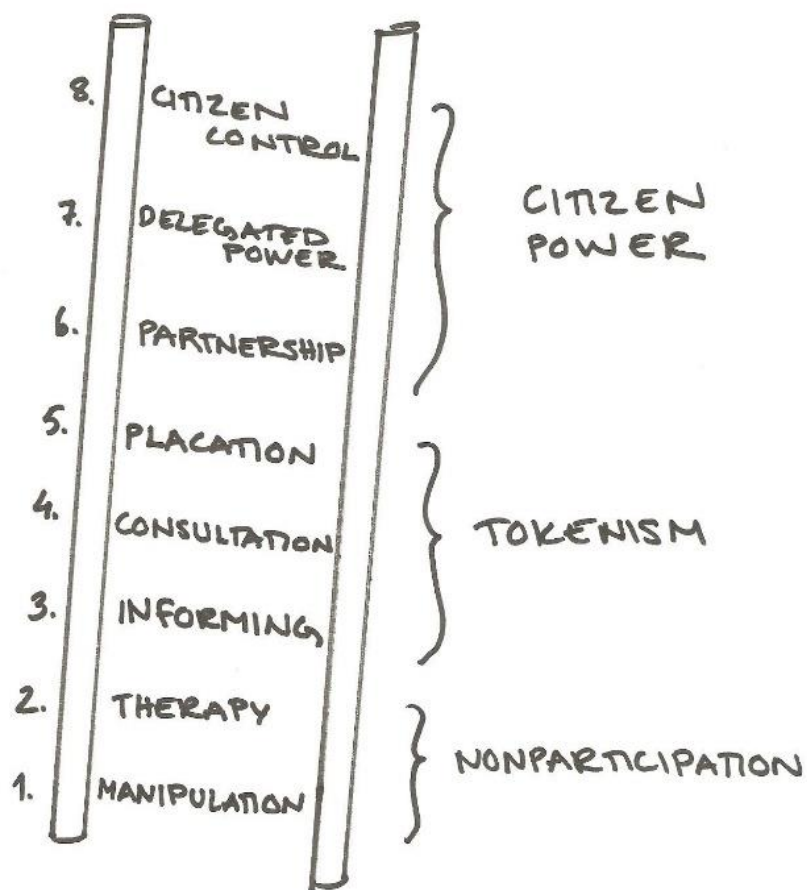 8. CITIZEN
CONTROL
7. DELEGATED
POWER
6. PARTNERSHIP
CITIZEN
POWER
5. PLACATION
4. CONSULTATION
3. INFORMING
TOKENISM
2. THERAPY
1. MANIPULATION
NONPARTICIPATION